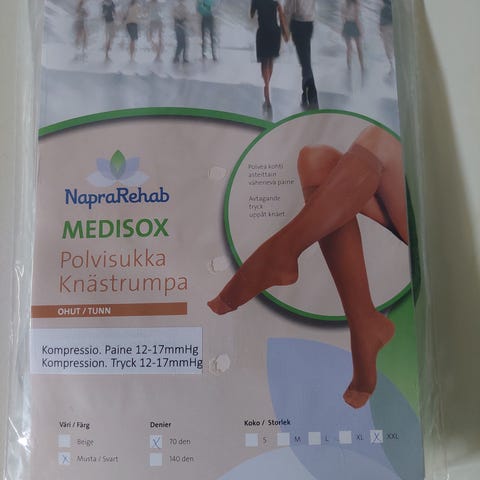 Polvea kohti
asteittain
vähenevä paine
Avtagande
tryck
uppåt knäet
NapraRehab
MEDISOX
Polvisukka
Knästrumpa
OHUT / TUNN
Kompressio. Paine 12-17mmHg
Kompression. Tryck 12-17mmHg
Väri / Färg
Beige
X Musta / Svart
Denier
X 70 den
140 den
Koko / Storlek
S M L XL X XXL